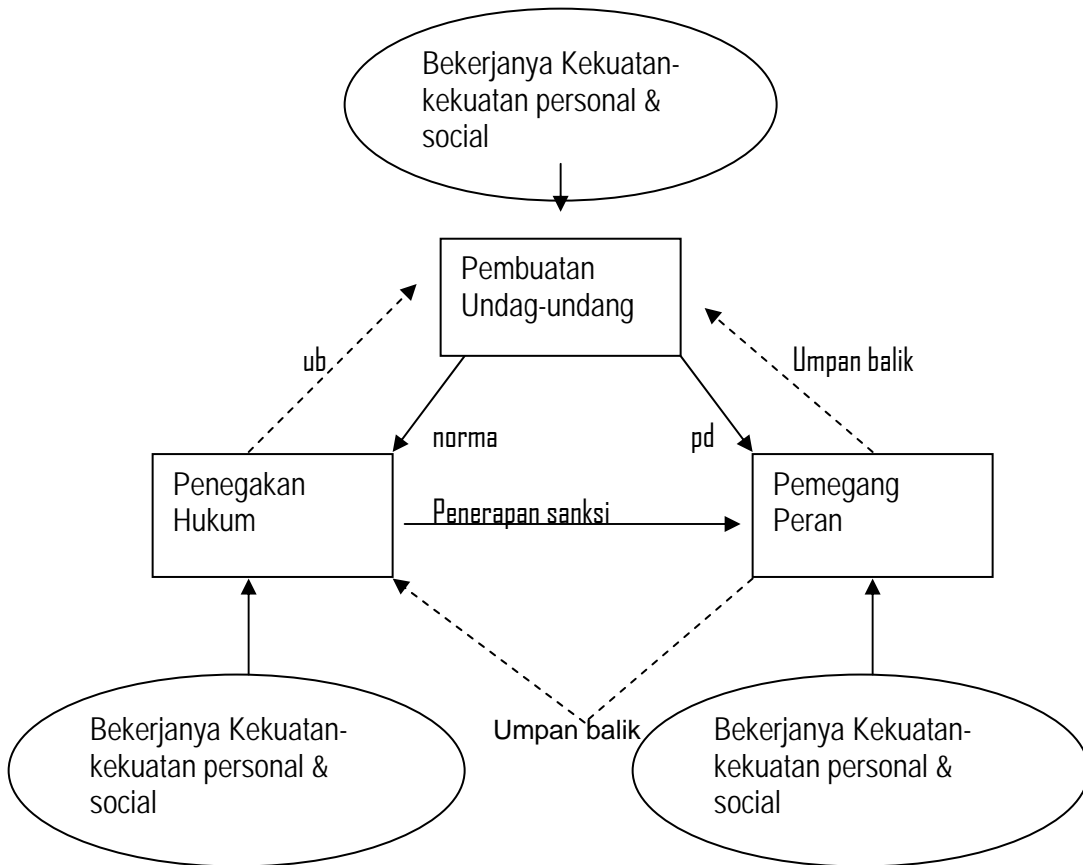 Bekerjanya Kekuatan-
kekuatan personal &
social
Pembuatan
Undag-undang
ub
Umpan balik
norma
pd
Penegakan
Hukum
Penerapan sanksi
Pemegang
Peran
Umpan balik
Bekerjanya Kekuatan-
kekuatan personal &
social
Bekerjanya Kekuatan-
kekuatan personal &
social